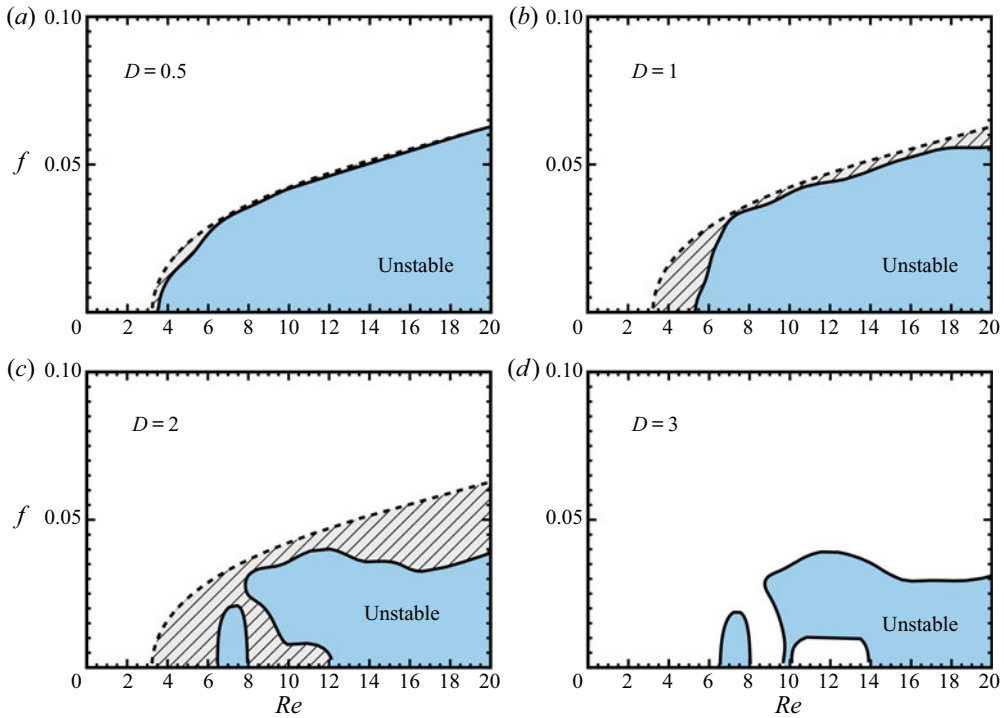 (a)
0.10
D = 0.5
f
0.05
Unstable
0 2 4 6 8 10 12 14 16 18 20
(b)
0.10
D = 1
0.05
Unstable
0 2 4 6 8 10 12 14 16 18 20
(c)
0.10
D = 2
f
0.05
Unstable
0 2 4 6 8 10 12 14 16 18 20
Re
(d)
0.10
D = 3
0.05
Unstable
0 2 4 6 8 10 12 14 16 18 20
Re